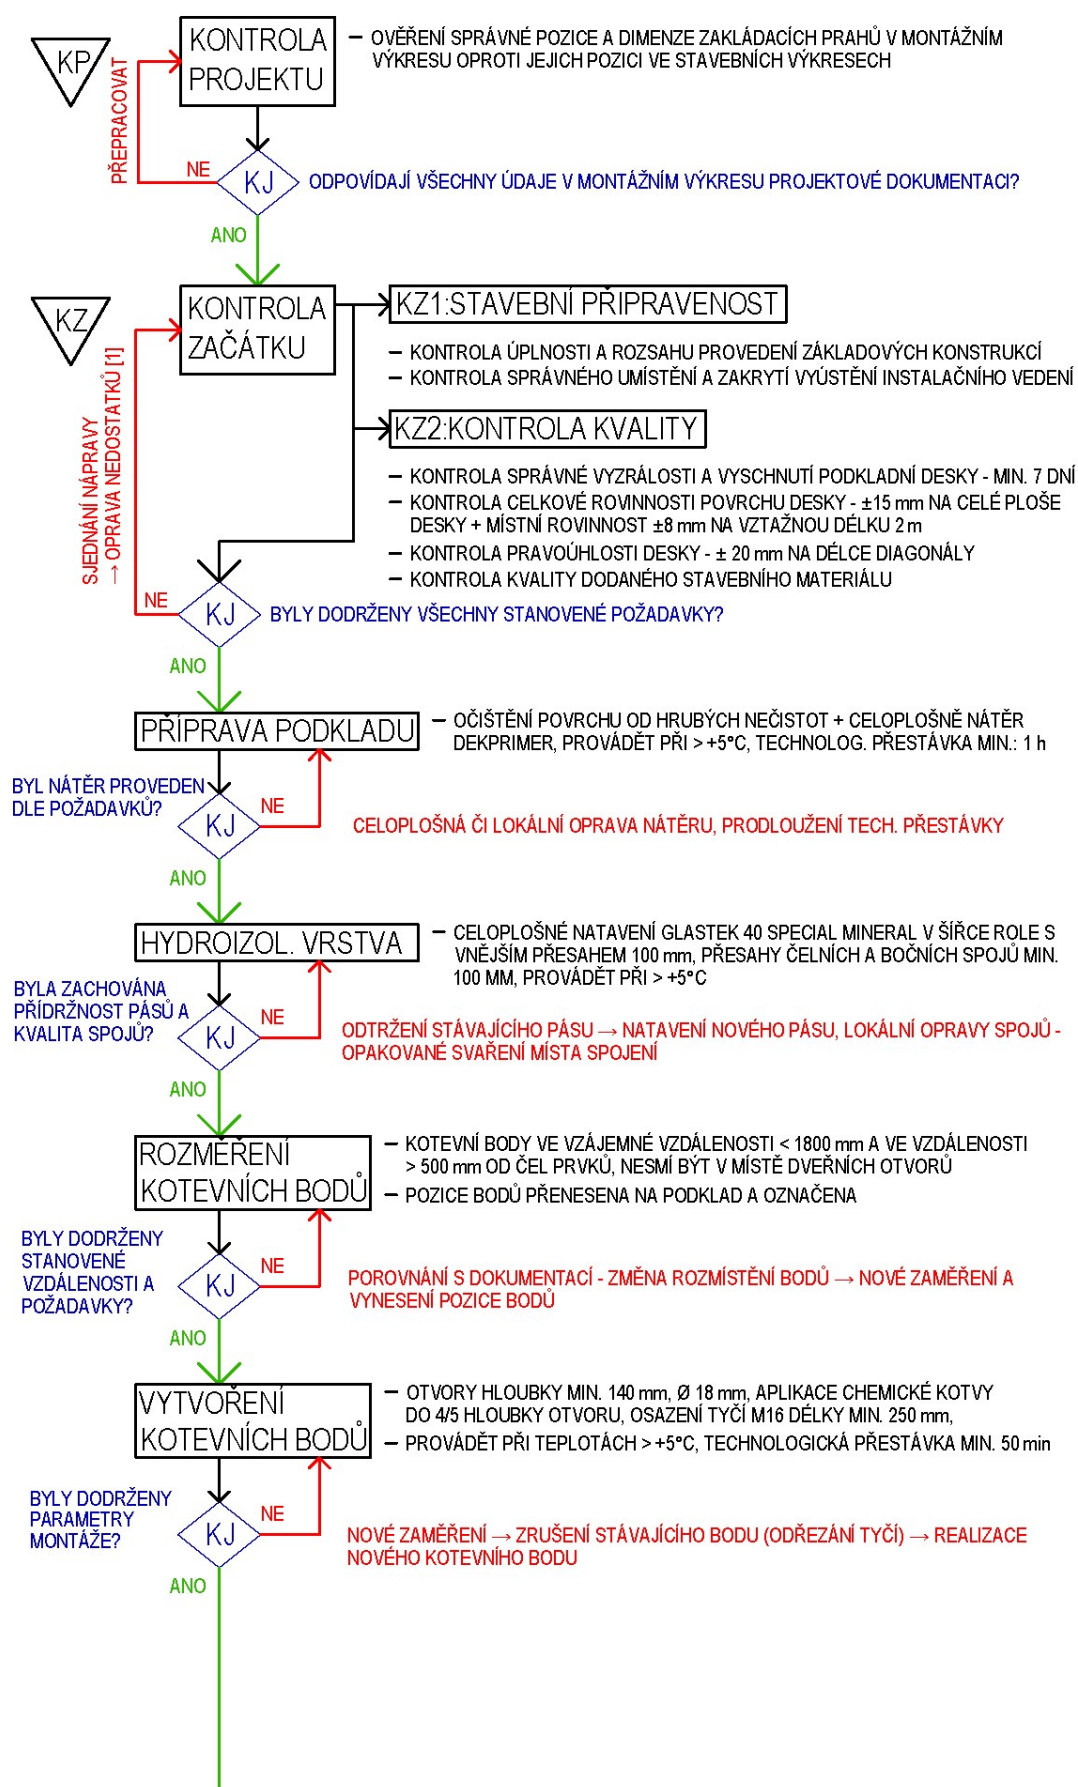 KP
KONTROLA
PROJEKTU
– OVĚŘENÍ SPRÁVNÉ POZICE A DIMENZE ZAKLÁDACÍCH PRAHŮ V MONTÁŽNÍM
VÝKRESU OPROTI JEJICH POZICI VE STAVEBNÍCH VÝKRESECH
PŘEPRACOVAT
NE
KJ
ODPOVÍDAJÍ VŠECHNY ÚDAJE V MONTÁŽNÍM VÝKRESU PROJEKTOVÉ DOKUMENTACI?
ANO
KZ
KONTROLA
ZAČÁTKU
KZ1:STAVEBNÍ PŘIPRAVENOST
– KONTROLA ÚPLNOSTI A ROZSAHU PROVEDENÍ ZÁKLADOVÝCH KONSTRUKCÍ
– KONTROLA SPRÁVNÉHO UMÍSTĚNÍ A ZAKRYTÍ VYÚSTĚNÍ INSTALAČNÍHO VEDENÍ
KZ2:KONTROLA KVALITY
– KONTROLA SPRÁVNÉ VYZRÁLOSTI A VYSCHNUTÍ PODKLADNÍ DESKY - MIN. 7 DNÍ
– KONTROLA CELKOVÉ ROVINNOSTI POVRCHU DESKY - ±15 mm NA CELÉ PLOŠE
DESKY + MÍSTNÍ ROVINNOST ±8 mm NA VZTAŽNOU DÉLKU 2 m
– KONTROLA PRAVOÚHLOSTI DESKY - ± 20 mm NA DÉLCE DIAGONÁLY
– KONTROLA KVALITY DODANÉHO STAVEBNÍHO MATERIÁLU
SJEDNÁNÍ NÁPRAVY
→ OPRAVA NEDOSTATKŮ [1]
NE
KJ
BYLY DODRŽENY VŠECHNY STANOVENÉ POŽADAVKY?
ANO
PŘÍPRAVA PODKLADU
– OČIŠTĚNÍ POVRCHU OD HRUBÝCH NEČISTOT + CELOPLOŠNĚ NÁTĚR
DEKPRIMER, PROVÁDĚT PŘI > +5°C, TECHNOLOG. PŘESTÁVKA MIN.: 1 h
BYL NÁTĚR PROVEDEN
DLE POŽADAVKŮ?
KJ
NE
CELOPLOŠNÁ ČI LOKÁLNÍ OPRAVA NÁTĚRU, PRODLOUŽENÍ TECH. PŘESTÁVKY
ANO
HYDROIZOL. VRSTVA
– CELOPLOŠNÉ NATAVENÍ GLASTEK 40 SPECIAL MINERAL V ŠÍŘCE ROLE S
VNĚJŠÍM PŘESAHEM 100 mm, PŘESAHY ČELNÍCH A BOČNÍCH SPOJŮ MIN.
100 MM, PROVÁDĚT PŘI > +5°C
BYLA ZACHOVÁNA
PŘÍDRŽNOST PÁSŮ A
KVALITA SPOJŮ?
KJ
NE
ODTRŽENÍ STÁVAJÍCÍHO PÁSU → NATAVENÍ NOVÉHO PÁSU, LOKÁLNÍ OPRAVY SPOJŮ -
OPAKOVANÉ SVAŘENÍ MÍSTA SPOJENÍ
ANO
ROZMĚŘENÍ
KOTEVNÍCH BODŮ
– KOTEVNÍ BODY VE VZÁJEMNÉ VZDÁLENOSTI < 1800 mm A VE VZDÁLENOSTI
> 500 mm OD ČEL PRVKŮ, NESMÍ BÝT V MÍSTĚ DVEŘNÍCH OTVORŮ
– POZICE BODŮ PŘENESENA NA PODKLAD A OZNAČENA
BYLY DODRŽENY
STANOVENÉ
VZDÁLENOSTI A
POŽADAVKY?
KJ
NE
POROVNÁNÍ S DOKUMENTACÍ - ZMĚNA ROZMÍSTĚNÍ BODŮ → NOVÉ ZAMĚŘENÍ A
VYNESENÍ POZICE BODŮ
ANO
VYTVOŘENÍ
KOTEVNÍCH BODŮ
– OTVORY HLOUBKY MIN. 140 mm, Ø 18 mm, APLIKACE CHEMICKÉ KOTVY
DO 4/5 HLOUBKY OTVORU, OSAZENÍ TYČÍ M16 DÉLKY MIN. 250 mm,
– PROVÁDĚT PŘI TEPLOTÁCH > +5°C, TECHNOLOGICKÁ PŘESTÁVKA MIN. 50 min
BYLY DODRŽENY
PARAMETRY
MONTÁŽE?
KJ
NE
NOVÉ ZAMĚŘENÍ → ZRUŠENÍ STÁVAJÍCÍHO BODU (ODŘEZÁNÍ TYČÍ) → REALIZACE
NOVÉHO KOTEVNÍHO BODU
ANO